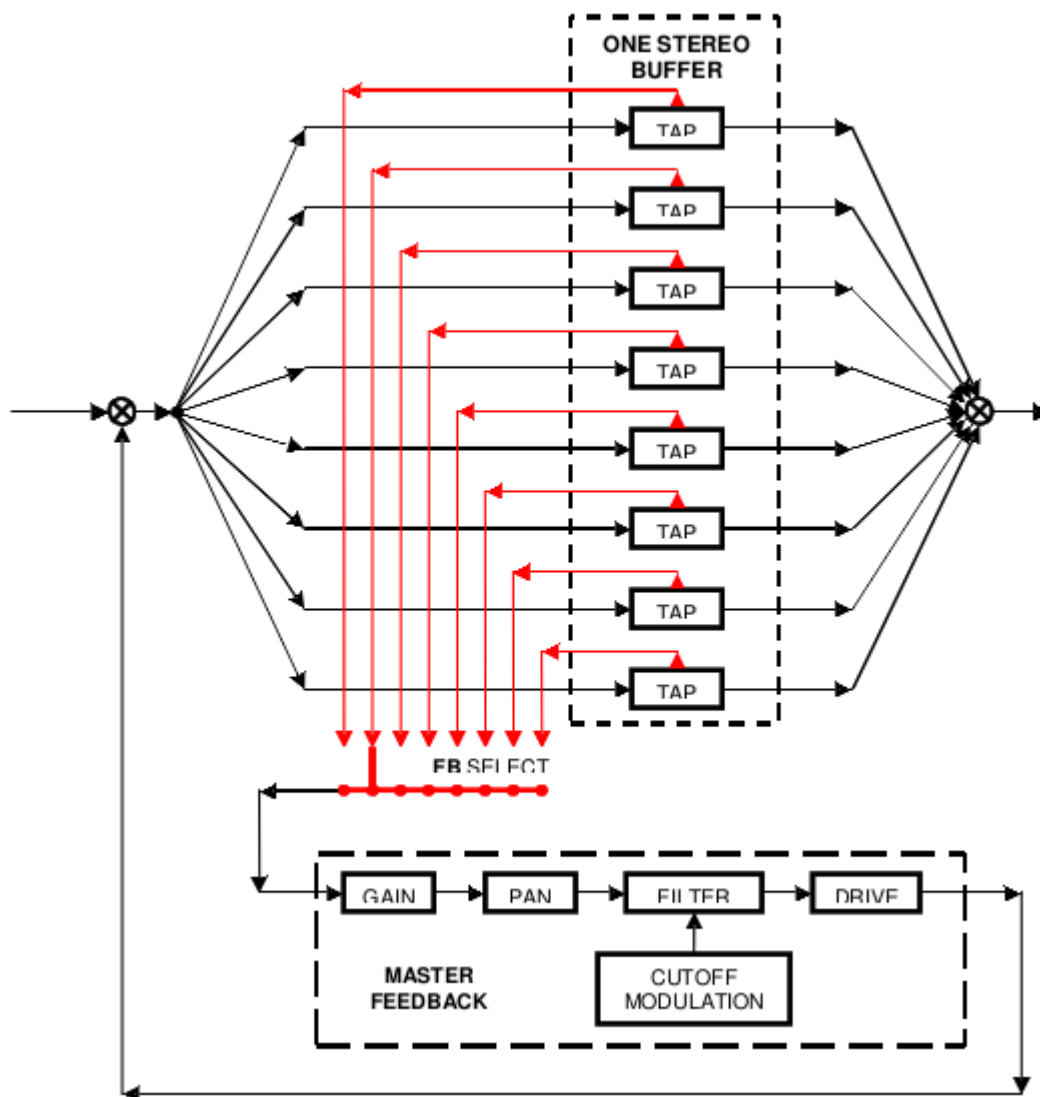 ONE STEREO
BUFFER
TAP
TAP
TAP
TAP
TAP
TAP
TAP
TAP
FB SELECT
GAIN
PAN
FILTER
DRIVE
MASTER
FEEDBACK
CUTOFF
MODULATION